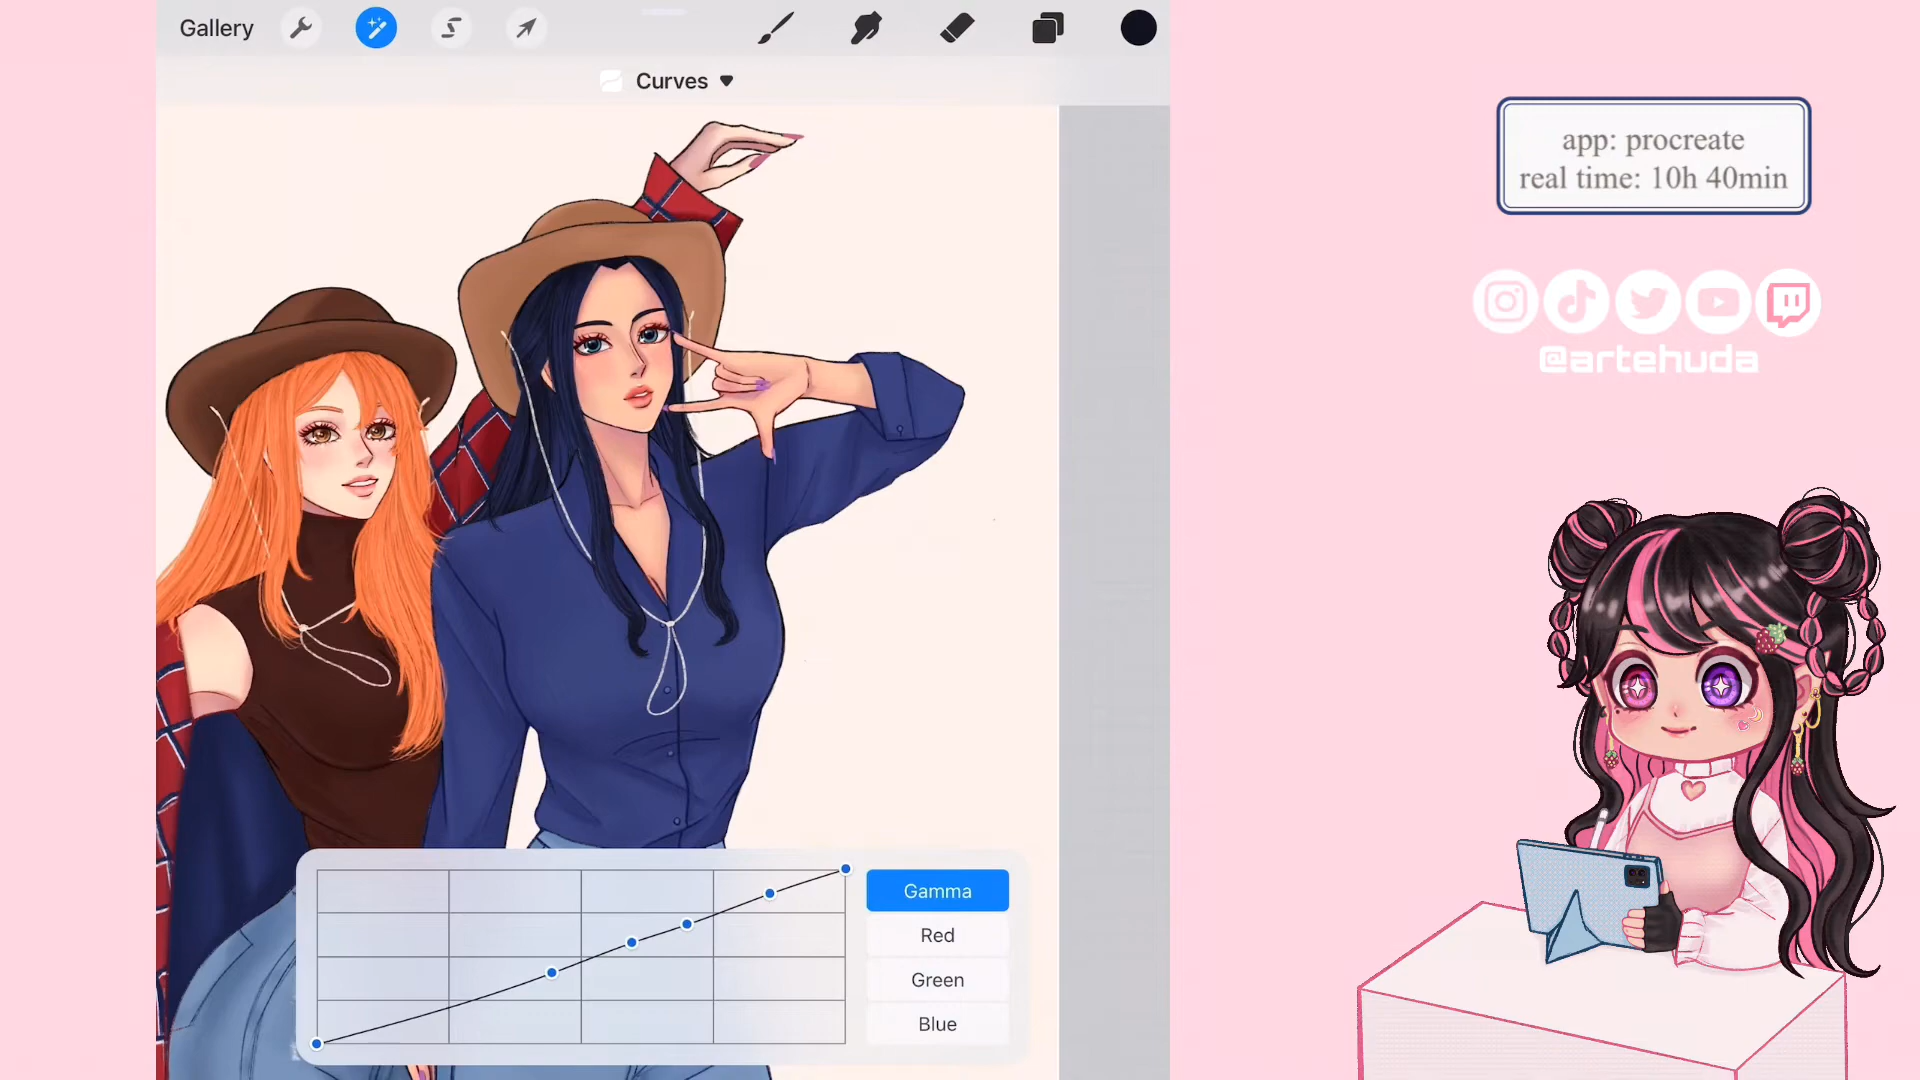 Gallery
Curves
app: procreate
real time: 10h 40min
@artehuda
Gamma
Red
Green
Blue